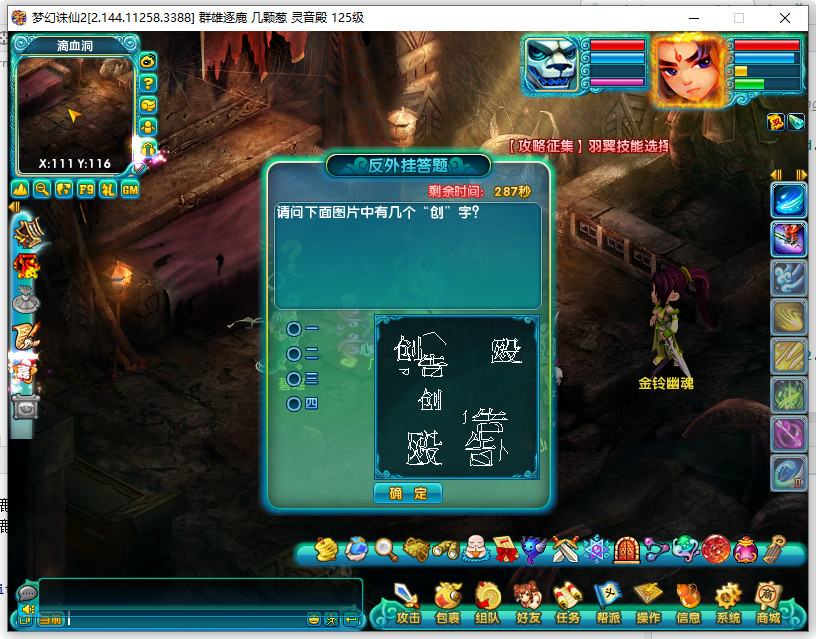 梦幻诛仙2[2.144.11258.3388] 群雄逐鹿 几颗葱 灵音殿 125级
滴血洞
X:111 Y:116
F9
礼
GM
【攻略征集】羽翼技能选择
反外挂答题
剩余时间: 287秒
请问下面图片中有几个“创”字?
一
二
三
四
创
殿
创
殿
确 定
金铃幽魂
当前
攻击
包裹
组队
好友
任务
帮派
操作
信息
系统
商城